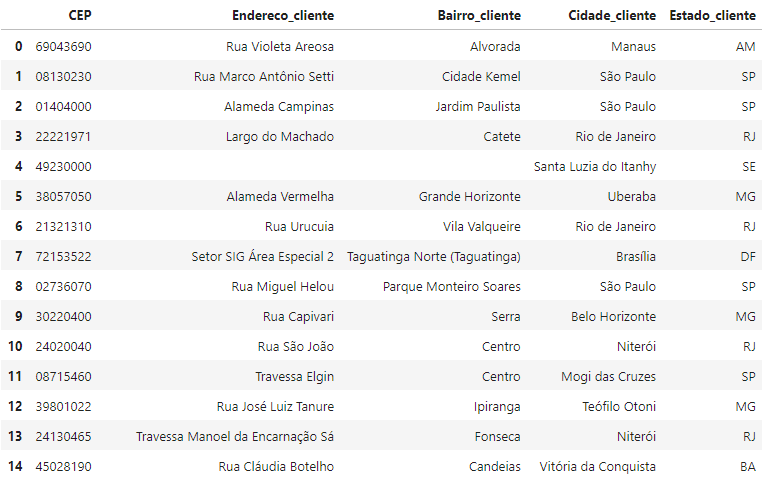 CEP Endereco_cliente Bairro_cliente Cidade_cliente Estado_cliente
0 69043690 Rua Violeta Areosa Alvorada Manaus AM
1 08130230 Rua Marco Antônio Setti Cidade Kemel São Paulo SP
2 01404000 Alameda Campinas Jardim Paulista São Paulo SP
3 22221971 Largo do Machado Catete Rio de Janeiro RJ
4 49230000 Santa Luzia do Itanhy SE
5 38057050 Alameda Vermelha Grande Horizonte Uberaba MG
6 21321310 Rua Urucuia Vila Valqueire Rio de Janeiro RJ
7 72153522 Setor SIG Área Especial 2 Taguatinga Norte (Taguatinga) Brasília DF
8 02736070 Rua Miguel Helou Parque Monteiro Soares São Paulo SP
9 30220400 Rua Capivari Serra Belo Horizonte MG
10 24020040 Rua São João Centro Niterói RJ
11 08715460 Travessa Elgin Centro Mogi das Cruzes SP
12 39801022 Rua José Luiz Tanure Ipiranga Teófilo Otoni MG
13 24130465 Travessa Manoel da Encarnação Sá Fonseca Niterói RJ
14 45028190 Rua Cláudia Botelho Candeias Vitória da Conquista BA